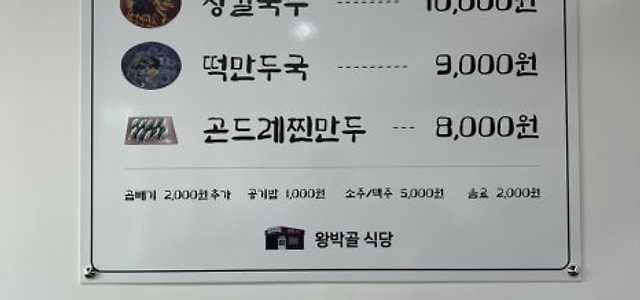 10,000원
떡만두국 --------- 9,000원
곤드레찐만두 --- 8,000원
곱빼기 2,000원 추가 공기밥 1,000원 소주/맥주 5,000원 음료 2,000원
왕박골 식당